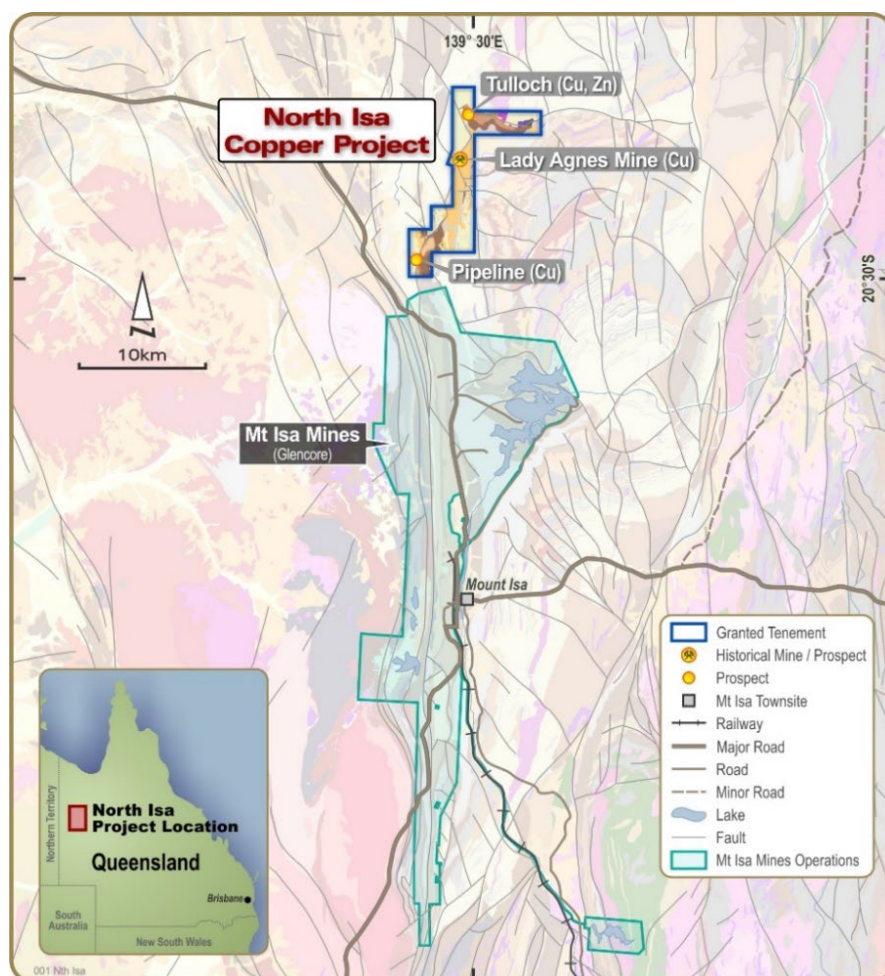 139° 30'E
Tulloch (Cu, Zn)
North Isa
Copper Project
Lady Agnes Mine (Cu)
Pipeline (Cu)
20°30'S
N
10km
Mt Isa Mines
(Glencore)
Mount Isa
Granted Tenement
Historical Mine / Prospect
Prospect
Mt Isa Townsite
Railway
Major Road
Road
Minor Road
Lake
Fault
Mt Isa Mines Operations
Northern Territory
North Isa
Project Location
Queensland
Brisbane
South
Australia
New South Wales
001 Nth Isa